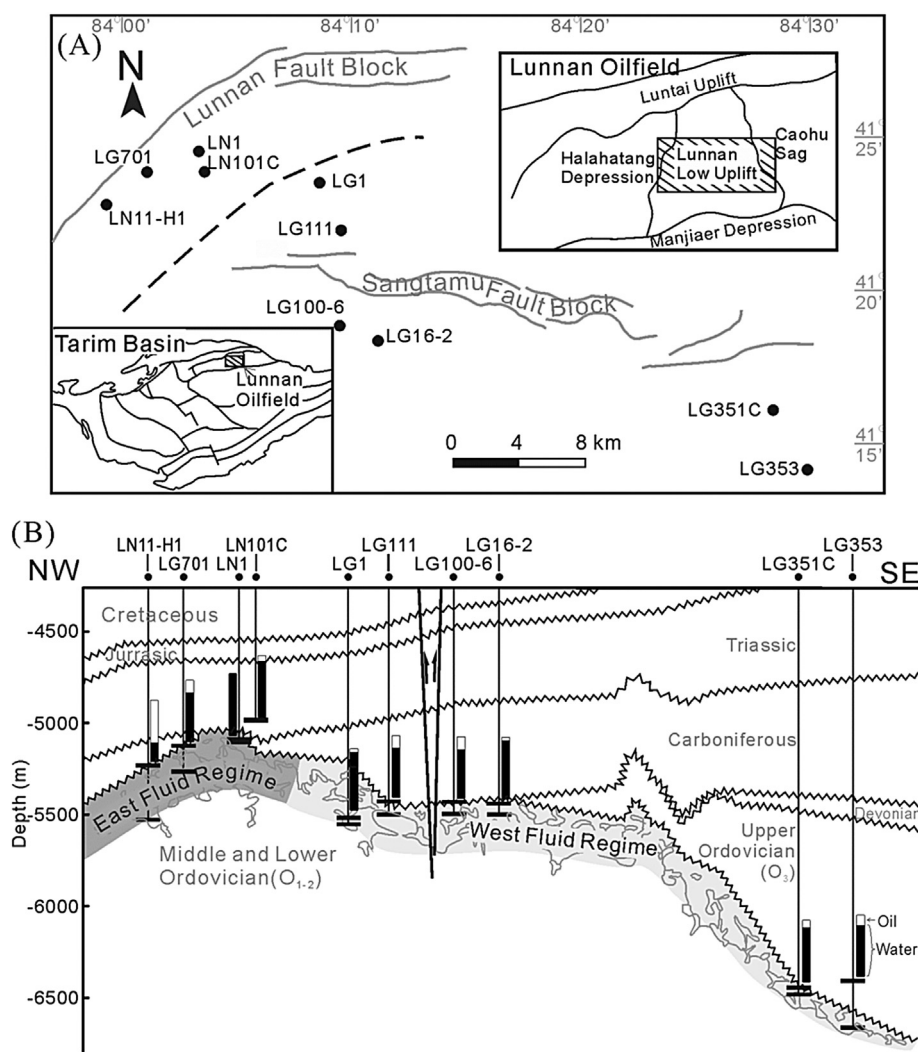 (A)
84°00'
84°10'
84°20'
84°30'
N
Lunnan Fault Block
Lunnan Oilfield
Luntai Uplift
Halahatang
Depression
Lunnan
Low Uplift
Caohu
Sag
Manjiaer Depression
41°
25'
LN1
LG701
LN101C
LG1
LN11-H1
LG111
Sangtamu Fault Block
41°
20'
LG100-6
LG16-2
Tarim Basin
Lunnan
Oilfield
LG351C
0 4 8 km
41°
15'
LG353
(B)
NW
LN11-H1
LG701
LN1
LN101C
LG1
LG111
LG100-6
LG16-2
LG351C
LG353
SE
-4500
Cretaceous
Jurrasic
Triassic
-5000
Carboniferous
Depth (m)
East Fluid Regime
-5500
West Fluid Regime
Devonian
Middle and Lower
Ordovician(O₁₋₂)
Upper
Ordovician
(O₃)
-6000
Oil
Water
-6500